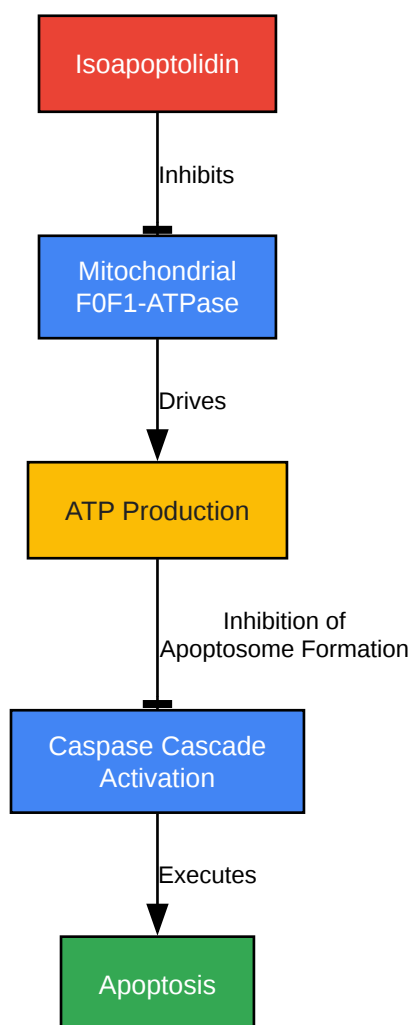 Isoapoptolidin
Inhibits
Mitochondrial
F0F1-ATPase
Drives
ATP Production
Inhibition of
Apoptosome Formation
Caspase Cascade
Activation
Executes
Apoptosis